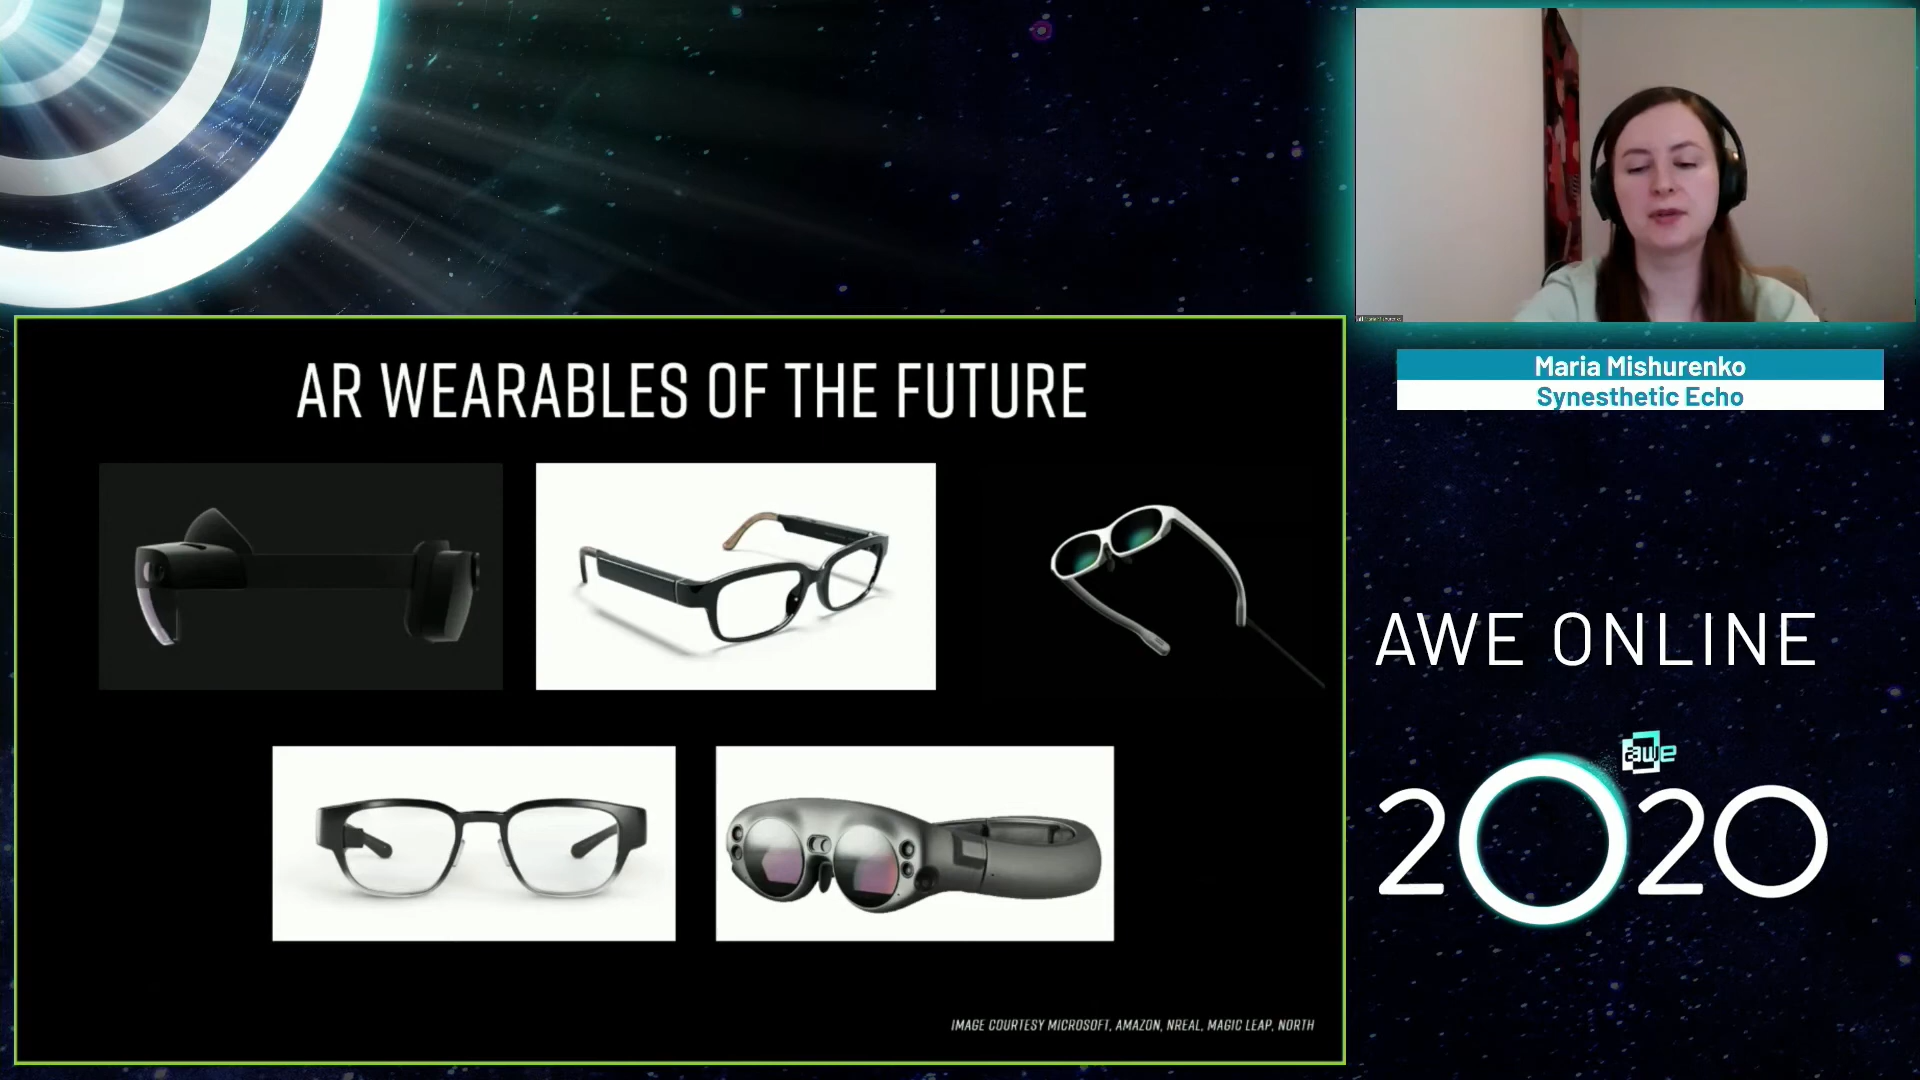 Maria Mishurenko
Synesthetic Echo
AR WEARABLES OF THE FUTURE
IMAGE COURTESY MICROSOFT, AMAZON, NREAL, MAGIC LEAP, NORTH
AWE ONLINE
awe
2020